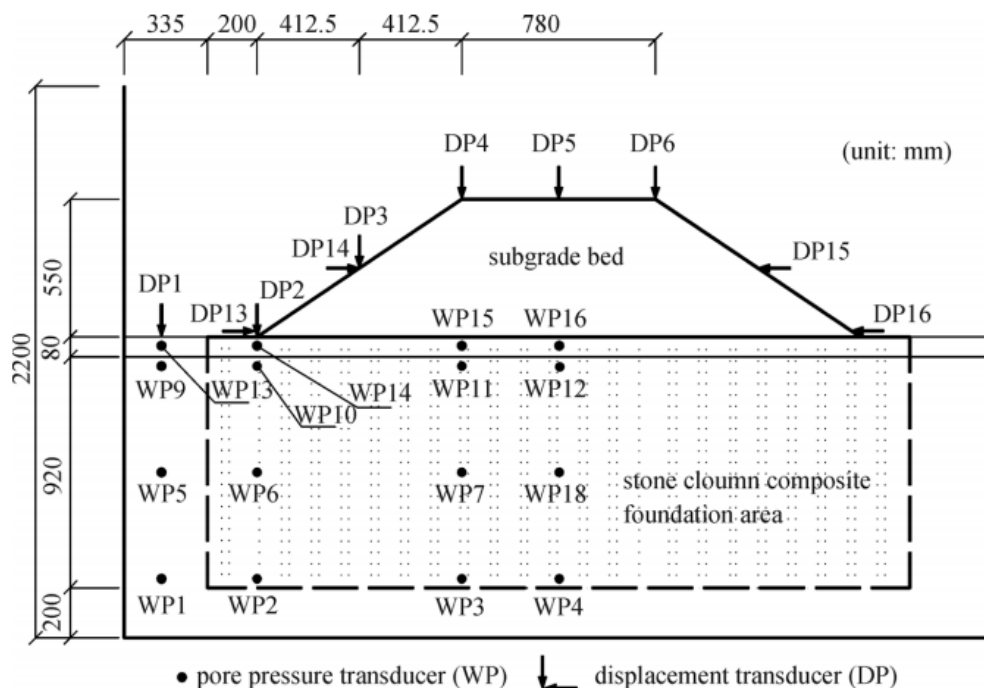 335 200 412.5 412.5 780
DP4 DP5 DP6
(unit: mm)
DP3
DP14
subgrade bed
DP15
550
DP1
DP13
DP2
WP15 WP16
DP16
2200
80
WP9 WP13 WP14 WP11 WP12
WP10
920
WP5 WP6 WP7 WP18
stone cloumn composite
foundation area
200
WP1 WP2 WP3 WP4
pore pressure transducer (WP) displacement transducer (DP)